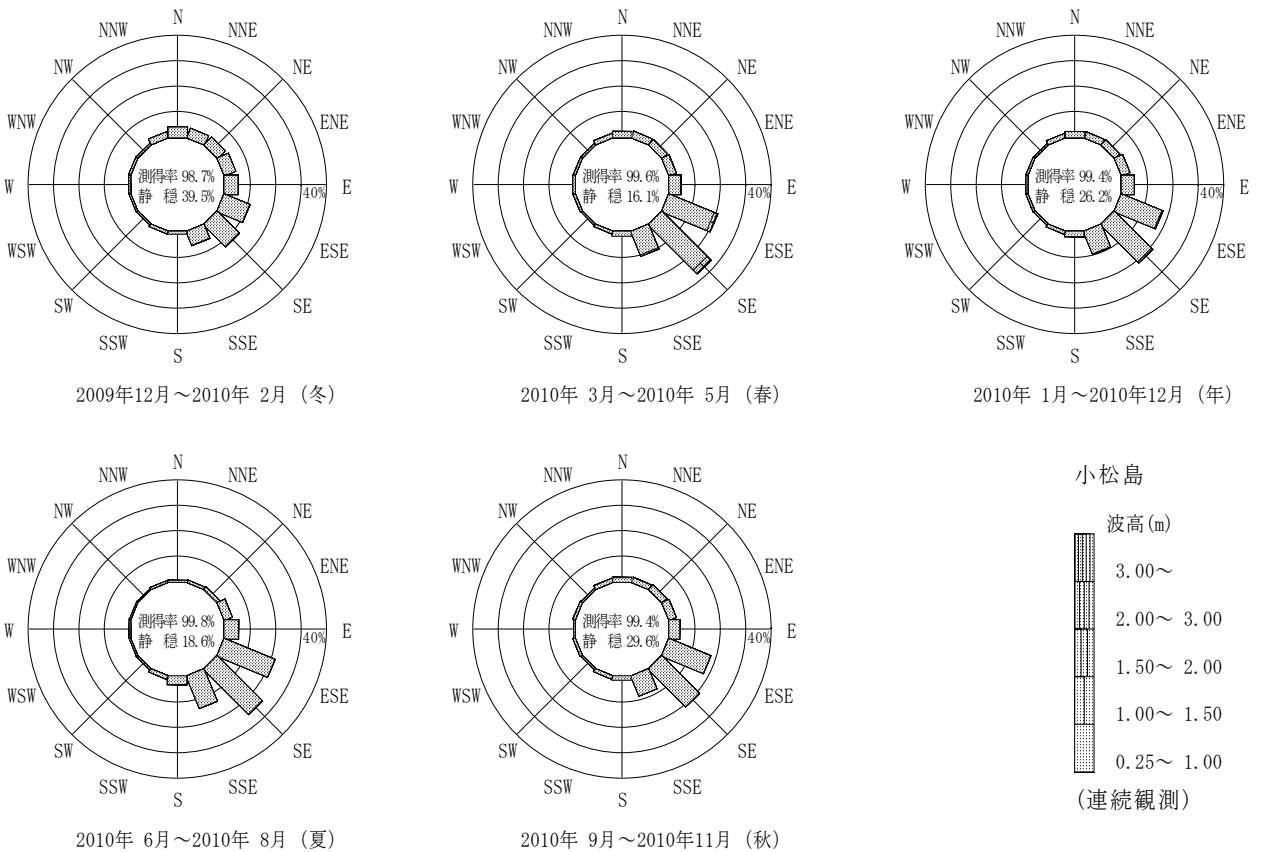 N
NNW
NNE
NW
NE
WNW
ENE
測得率 98.7%
静 穏 39.5%
W
40%
E
WSW
ESE
SW
SE
SSW
SSE
S
2009年12月～2010年 2月 (冬)
N
NNW
NNE
NW
NE
WNW
ENE
測得率 99.6%
静 穏 16.1%
W
40%
E
WSW
ESE
SW
SE
SSW
SSE
S
2010年 3月～2010年 5月 (春)
N
NNW
NNE
NW
NE
WNW
ENE
測得率 99.4%
静 穏 26.2%
W
40%
E
WSW
ESE
SW
SE
SSW
SSE
S
2010年 1月～2010年12月 (年)
N
NNW
NNE
NW
NE
WNW
ENE
測得率 99.8%
静 穏 18.6%
W
40%
E
WSW
ESE
SW
SE
SSW
SSE
S
2010年 6月～2010年 8月 (夏)
N
NNW
NNE
NW
NE
WNW
ENE
測得率 99.4%
静 穏 29.6%
W
40%
E
WSW
ESE
SW
SE
SSW
SSE
S
2010年 9月～2010年11月 (秋)
小松島
波高(m)
3.00～
2.00～ 3.00
1.50～ 2.00
1.00～ 1.50
0.25～ 1.00
(連続観測)